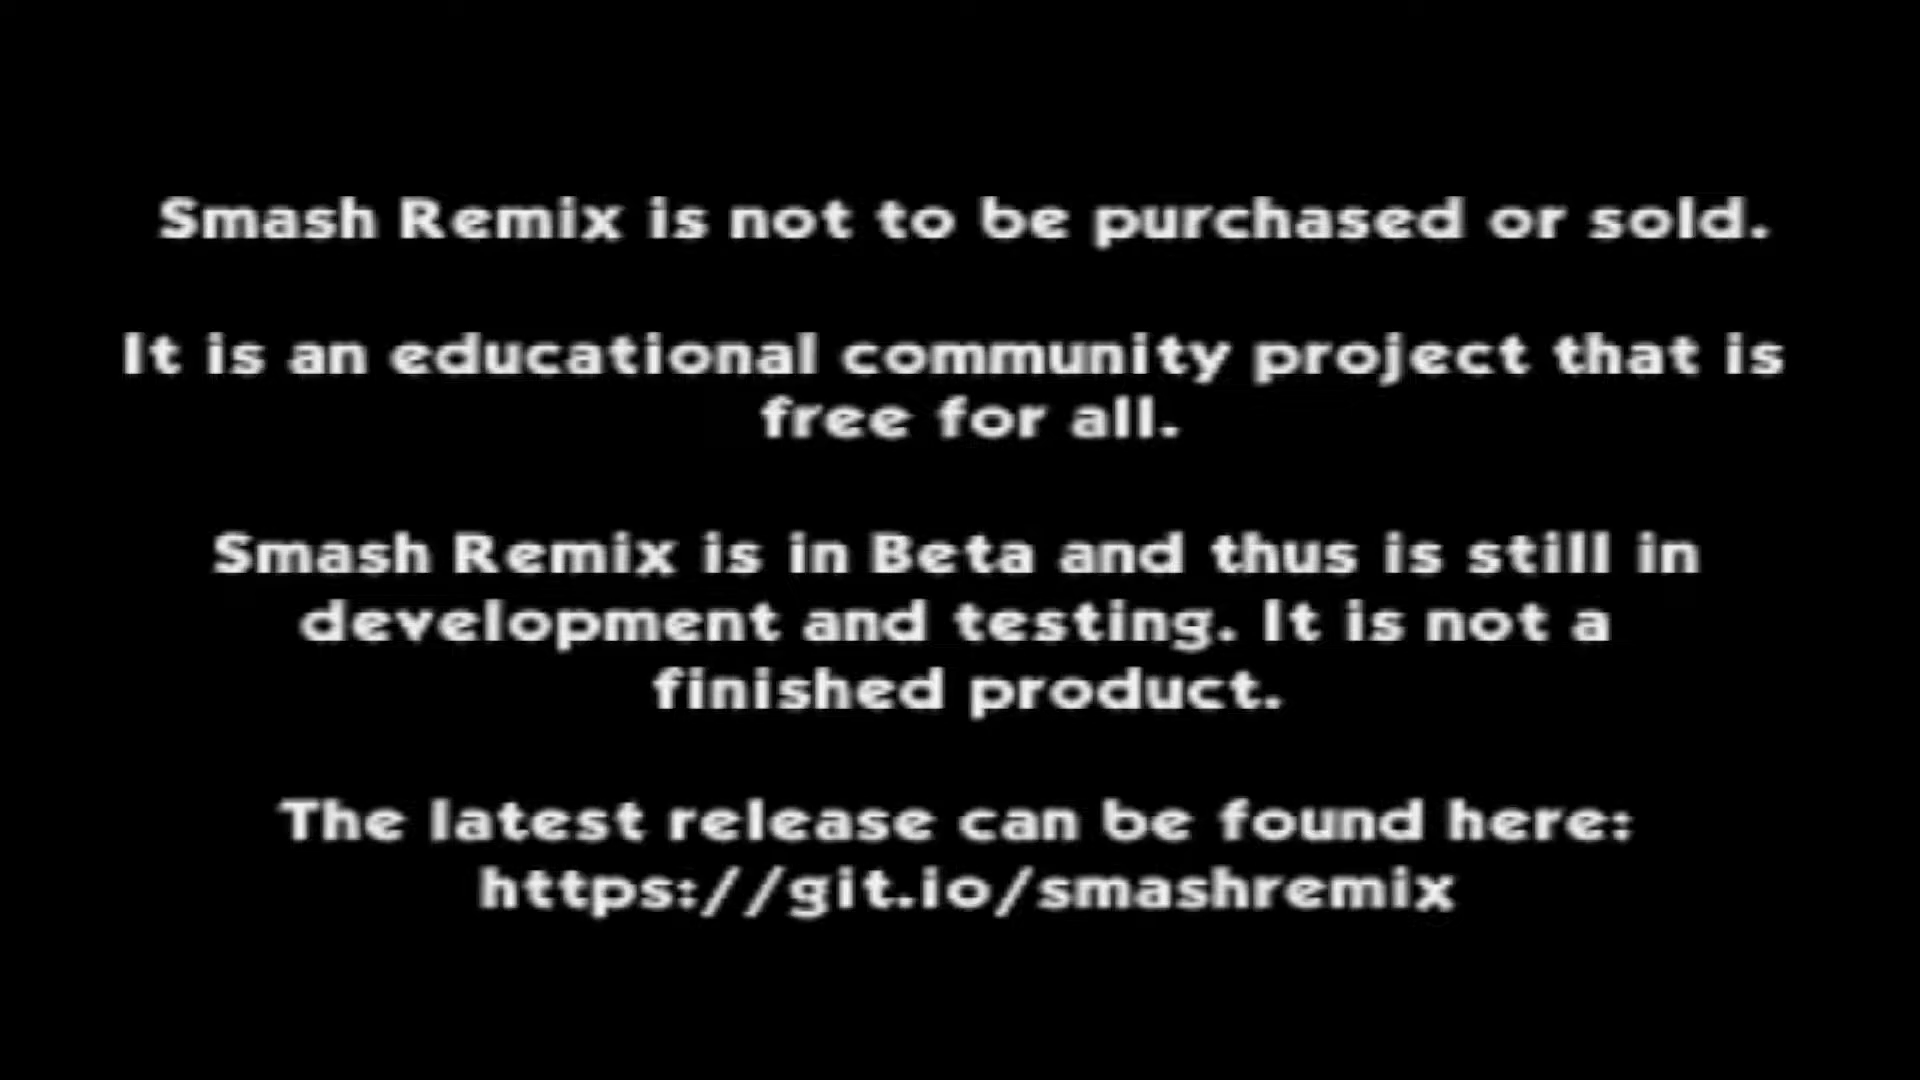 Smash Remix is not to be purchased or sold.
It is an educational community project that is
free for all.
Smash Remix is in Beta and thus is still in
development and testing. It is not a
finished product.
The latest release can be found here:
https://git.io/smashremix